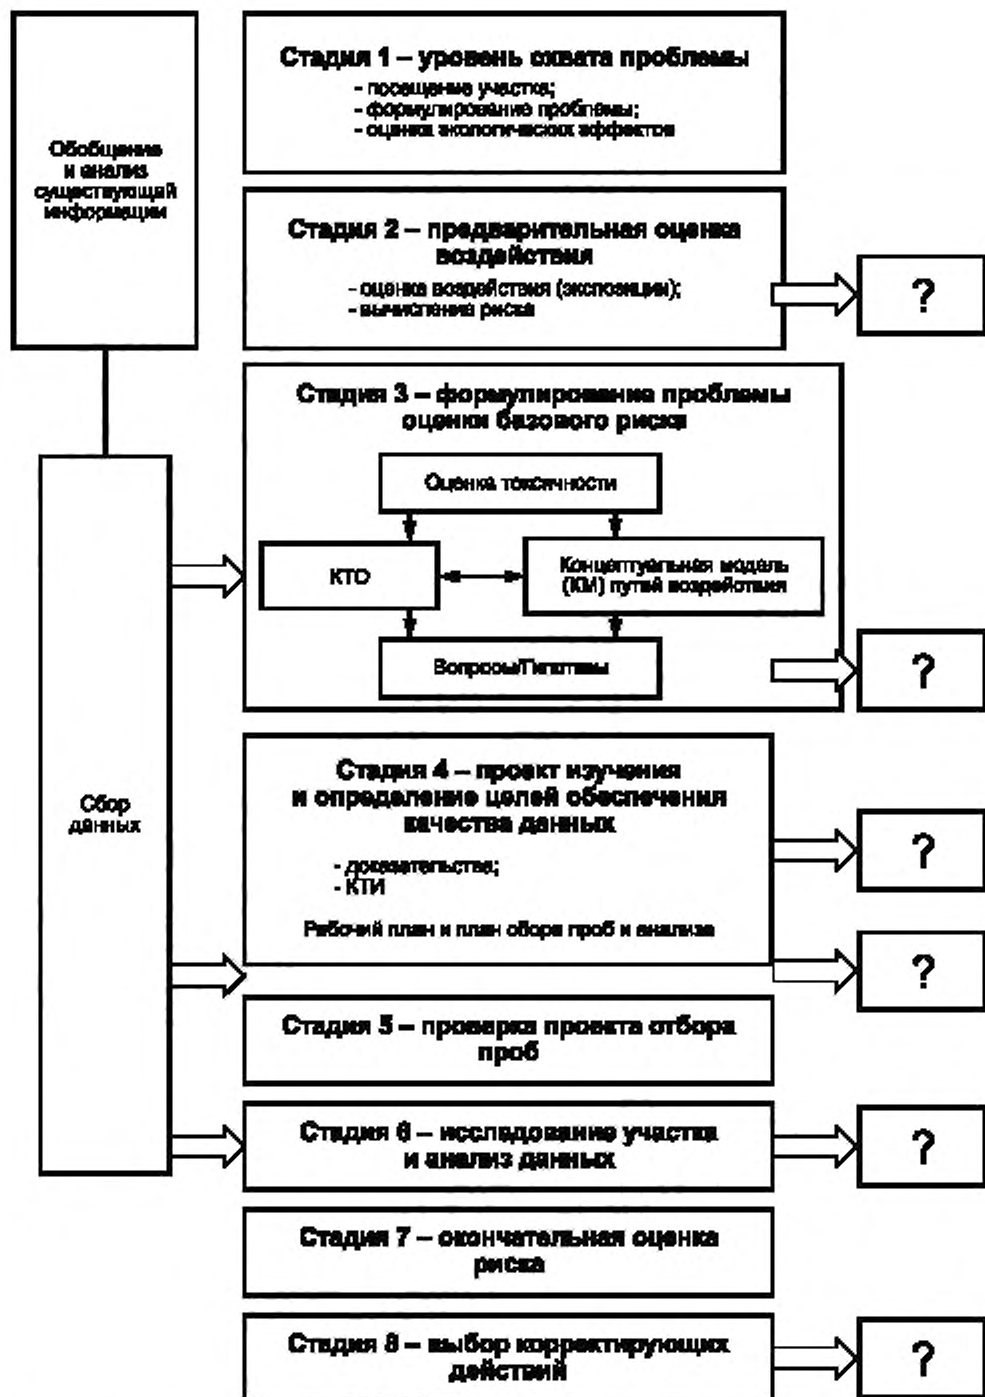 Обобщение
и анализ
существующей
информации
Стадия 1 – уровень охвата проблемы
- посещение участка;
- формулирование проблемы;
- оценка экологических эффектов
Стадия 2 – предварительная оценка
воздействия
- оценка воздействия (экспозиции);
- вычисление риска
?
Стадия 3 – формулирование проблемы
оценки базового риска
Оценка токсичности
КТО
Концептуальная модель
(КМ) путей воздействия
Вопросы/Гипотезы
?
Сбор
данных
Стадия 4 – проект изучения
и определение целей обеспечения
качества данных
- доказательства;
- КТИ
Рабочий план и план сбора проб и анализа
?
?
Стадия 5 – проверка проекта отбора
проб
Стадия 6 – исследование участка
и анализ данных
?
Стадия 7 – окончательная оценка
риска
Стадия 8 – выбор корректирующих
действий
?